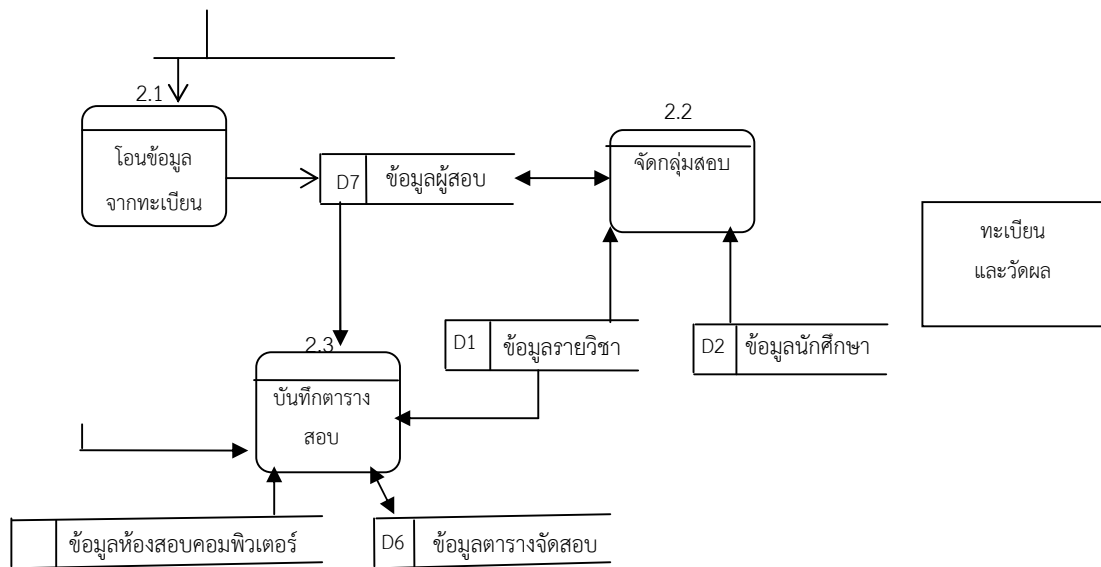 2.1
2.2
โอนข้อมูล
จากทะเบียน
D7
ข้อมูลผู้สอบ
จัดกลุ่มสอบ
ทะเบียน
และวัดผล
D1
ข้อมูลรายวิชา
D2
ข้อมูลนักศึกษา
2.3
บันทึกตาราง
สอบ
ข้อมูลห้องสอบคอมพิวเตอร์
D6
ข้อมูลตารางจัดสอบ